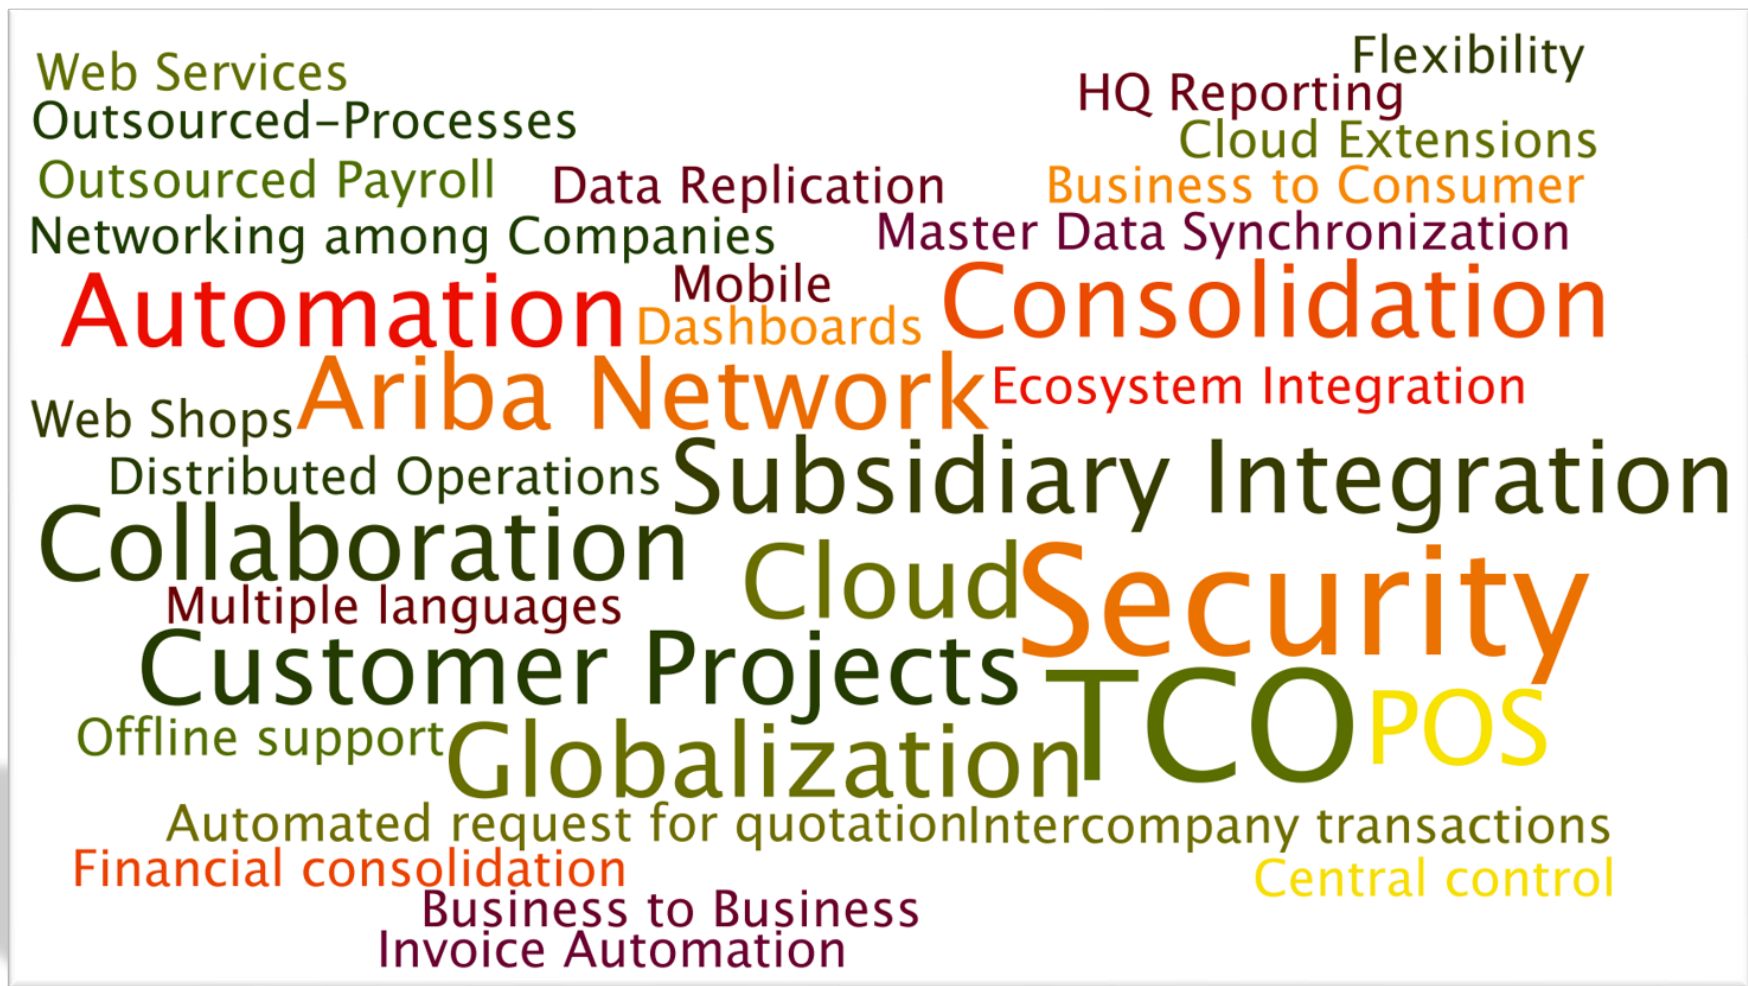 Web Services
Flexibility
HQ Reporting
Outsourced-Processes
Cloud Extensions
Outsourced Payroll
Data Replication
Business to Consumer
Networking among Companies
Master Data Synchronization
Automation
Mobile
Dashboards
Consolidation
Ariba Network
Ecosystem Integration
Web Shops
Distributed Operations
Subsidiary Integration
Collaboration
Cloud
Security
Multiple languages
Customer Projects
TCO
POS
Offline support
Globalization
Automated request for quotation
Intercompany transactions
Financial consolidation
Central control
Business to Business
Invoice Automation